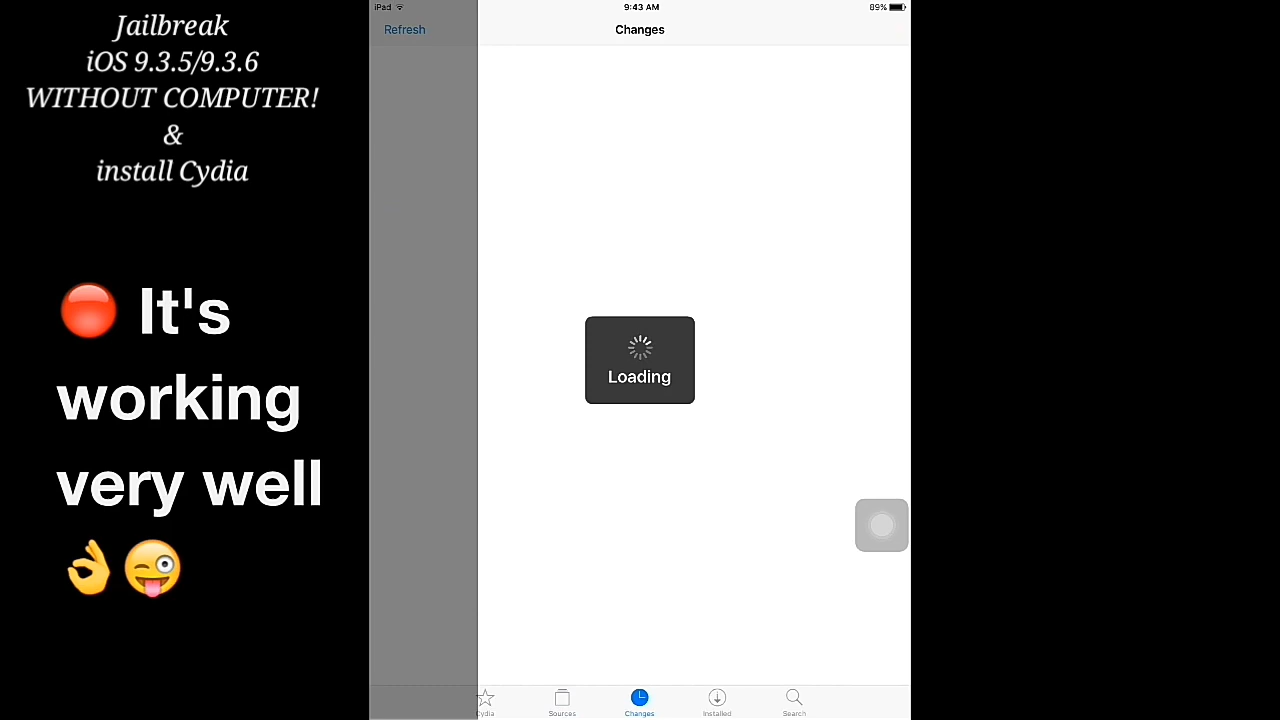 Jailbreak
iOS 9.3.5/9.3.6
WITHOUT COMPUTER!
&
install Cydia
🔴 It's
working
very well
👌😜
iPad 9:43 AM 89%
Refresh Changes
Loading
Cydia Sources Changes Installed Search